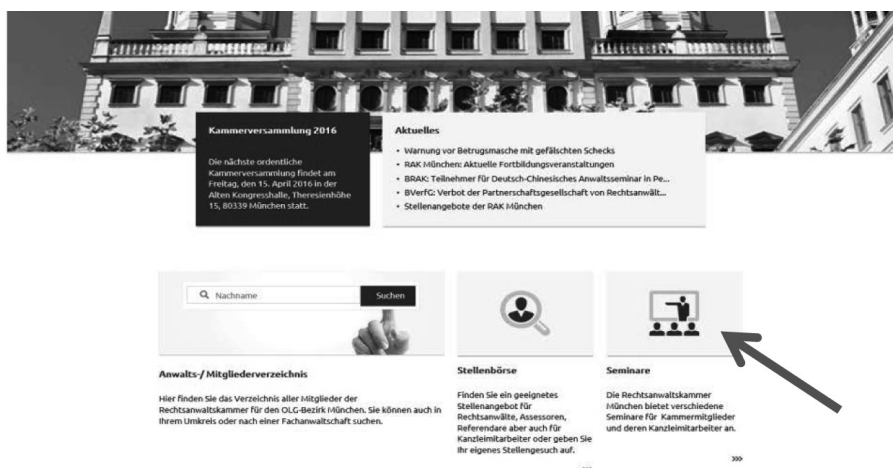 Kammerversammlung 2016
Die nächste ordentliche
Kammerversammlung findet am
Freitag, den 15. April 2016 in der
Alten Kongresshalle, Theresienhöhe
15, 80339 München statt.
Aktuelles
• Warnung vor Betrugsmasche mit gefälschten Schecks
• RAK München: Aktuelle Fortbildungsveranstaltungen
• BRAK: Teilnehmer für Deutsch-Chinesisches Anwaltsseminar in Pe...
• BVerfG: Verbot der Partnerschaftsgesellschaft von Rechtsanwält...
• Stellenangebote der RAK München
Nachname
Suchen
Anwalts-/ Mitgliederverzeichnis
Hier finden Sie das Verzeichnis aller Mitglieder der
Rechtsanwaltskammer für den OLG-Bezirk München. Sie können auch in
Ihrem Umkreis oder nach einer Fachanwaltschaft suchen.
Stellenbörse
Finden Sie ein geeignetes
Stellenangebot für
Rechtsanwälte, Assessoren,
Referendare aber auch für
Kanzleimitarbeiter oder geben Sie
Ihr eigenes Stellengesuch auf.
Seminare
Die Rechtsanwaltskammer
München bietet verschiedene
Seminare für Kammermitglieder
und deren Kanzleimitarbeiter an.
»»